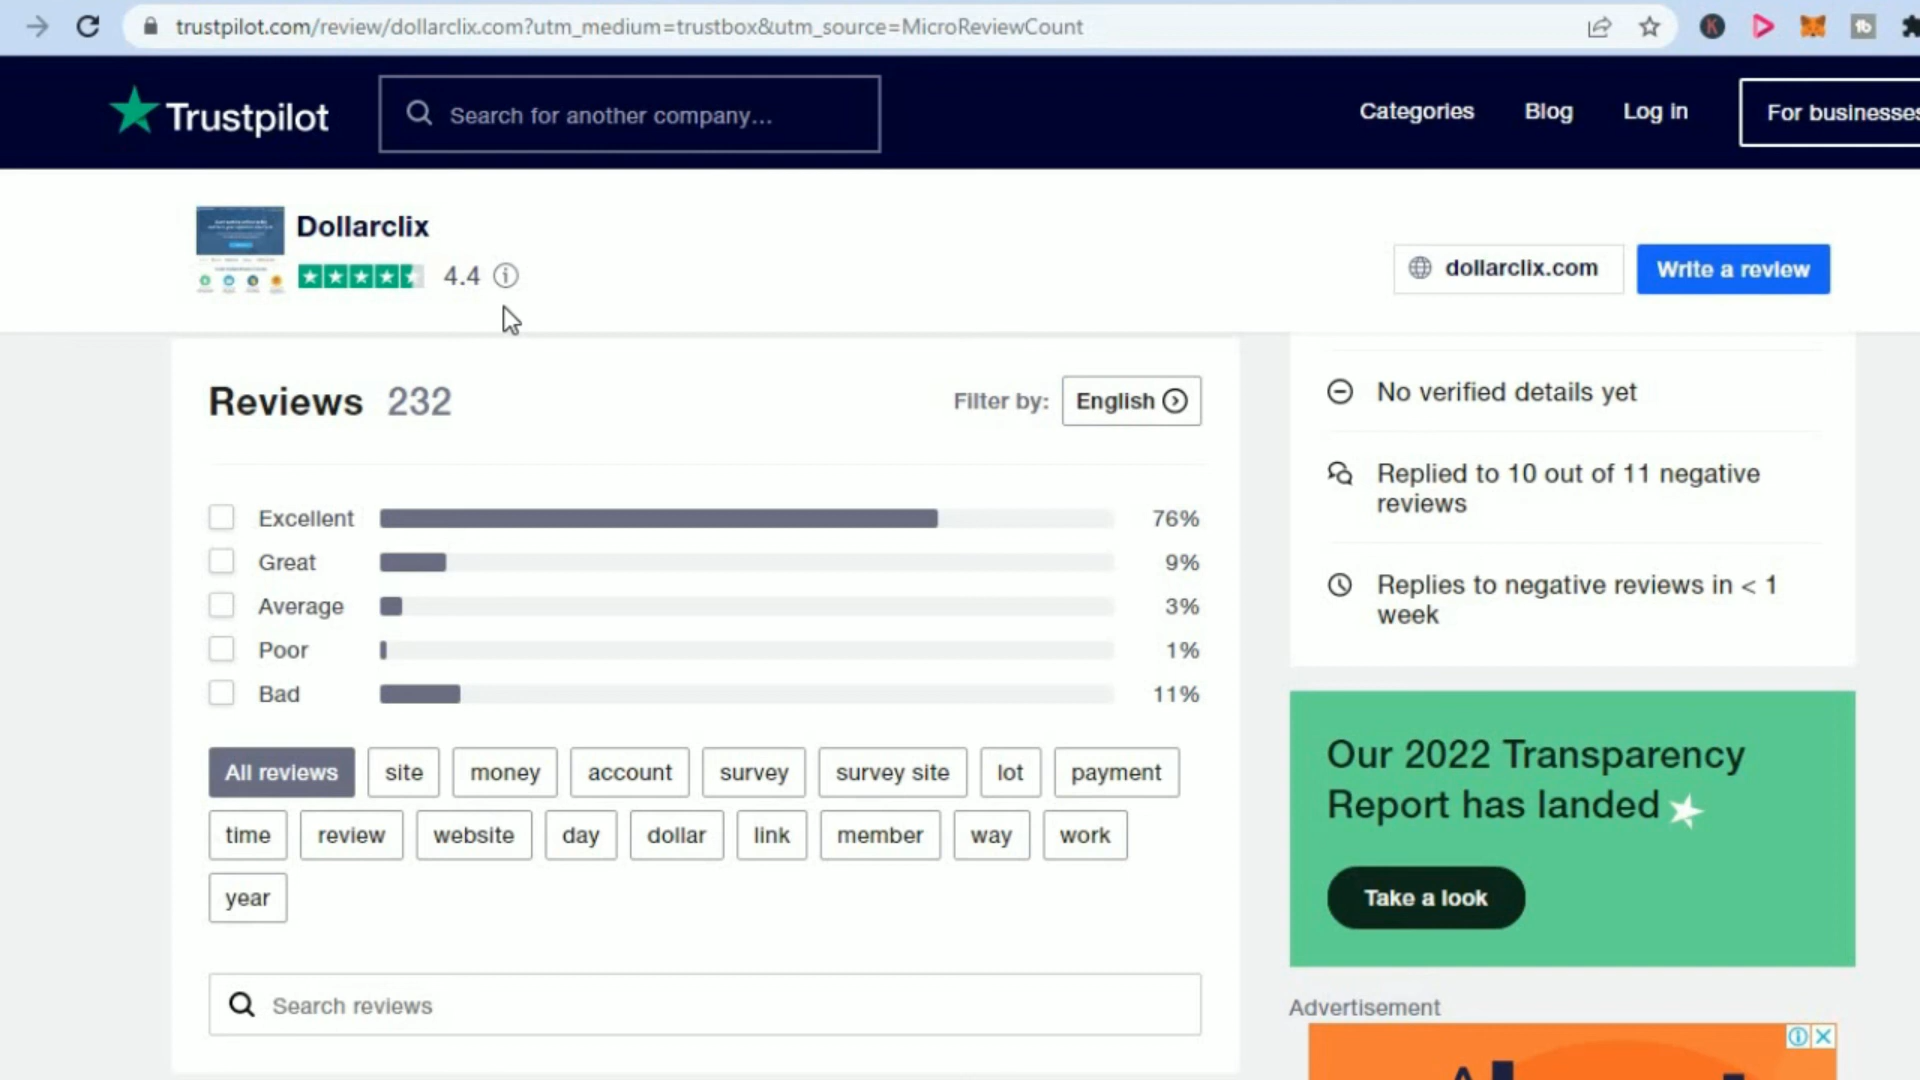 trustpilot.com/review/dollarclix.com?utm_medium=trustbox&utm_source=MicroReviewCount
K
tb
Trustpilot
Search for another company...
Categories
Blog
Log in
For businesses
Dollarclix
4.4
dollarclix.com
Write a review
Reviews 232
Filter by:
English
Excellent 76%
Great 9%
Average 3%
Poor 1%
Bad 11%
All reviews
site
money
account
survey
survey site
lot
payment
time
review
website
day
dollar
link
member
way
work
year
Search reviews
No verified details yet
Replied to 10 out of 11 negative
reviews
Replies to negative reviews in < 1
week
Our 2022 Transparency
Report has landed
Take a look
Advertisement